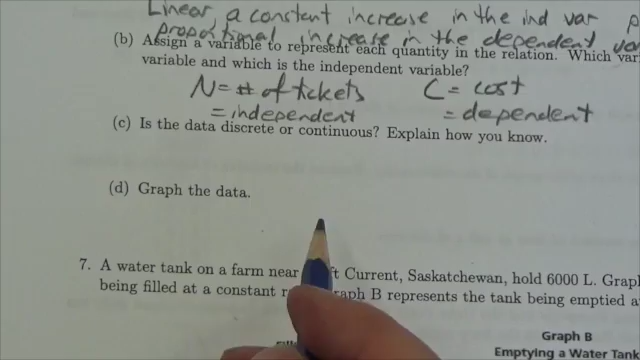 Linear, a constant increase in the ind var
proportional increase in the dependent var
(b) Assign a variable to represent each quantity in the relation. Which
variable and which is the independent variable?
N = # of tickets C = cost
= independent = dependent
(c) Is the data discrete or continuous? Explain how you know.
(d) Graph the data.
7. A water tank on a farm near Current, Saskatchewan, hold 6000 L.
being filled at a constant B represents the tank being emptied
Graph B
Emptying a Water Tank